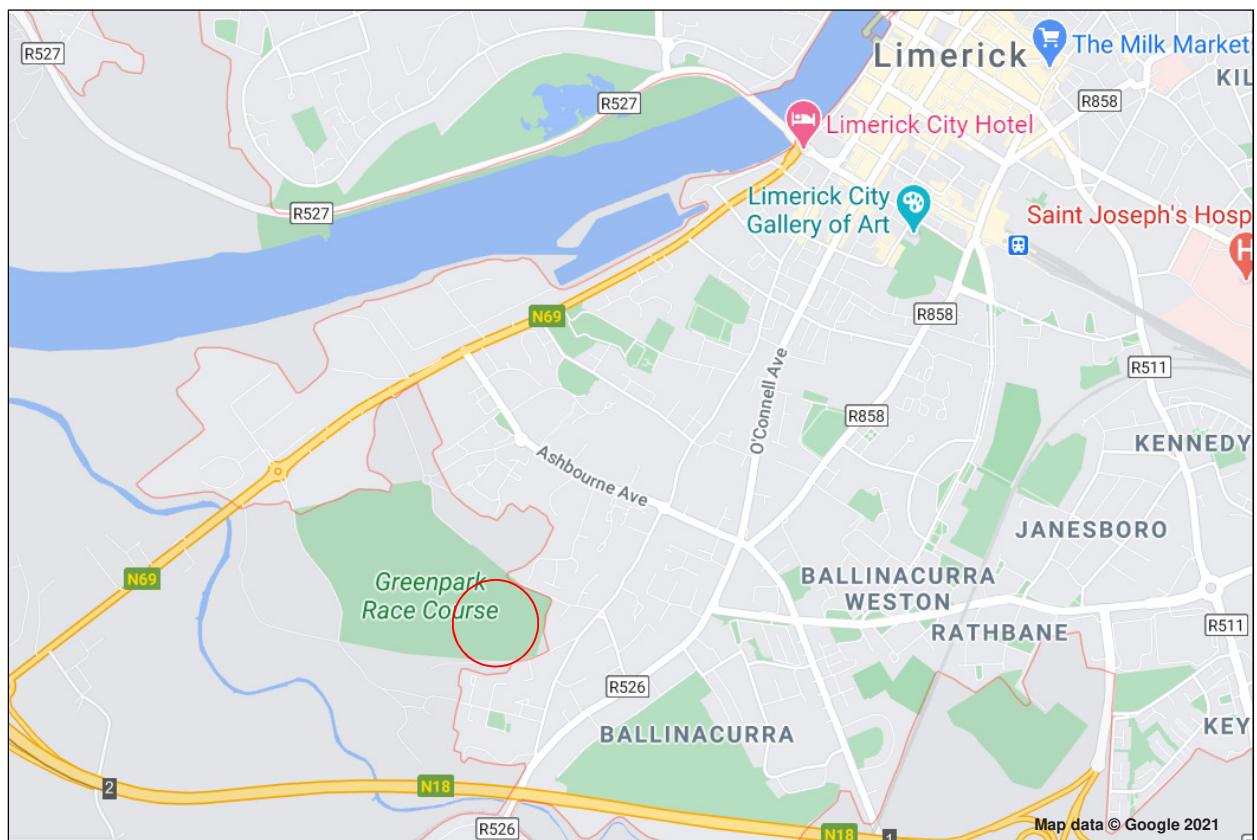 R527
Limerick
The Milk Market
KIL
R527
R858
Limerick City Hotel
R527
Limerick City
Gallery of Art
Saint Joseph's Hosp
H
N69
R858
R511
O'Connell Ave
R858
KENNEDY
Ashbourne Ave
JANESBORO
N69
Greenpark
Race Course
BALLINACURRA
WESTON
RATHBANE
R511
R526
BALLINACURRA
KEY
2
N18
R526
N18
1
Map data © Google 2021